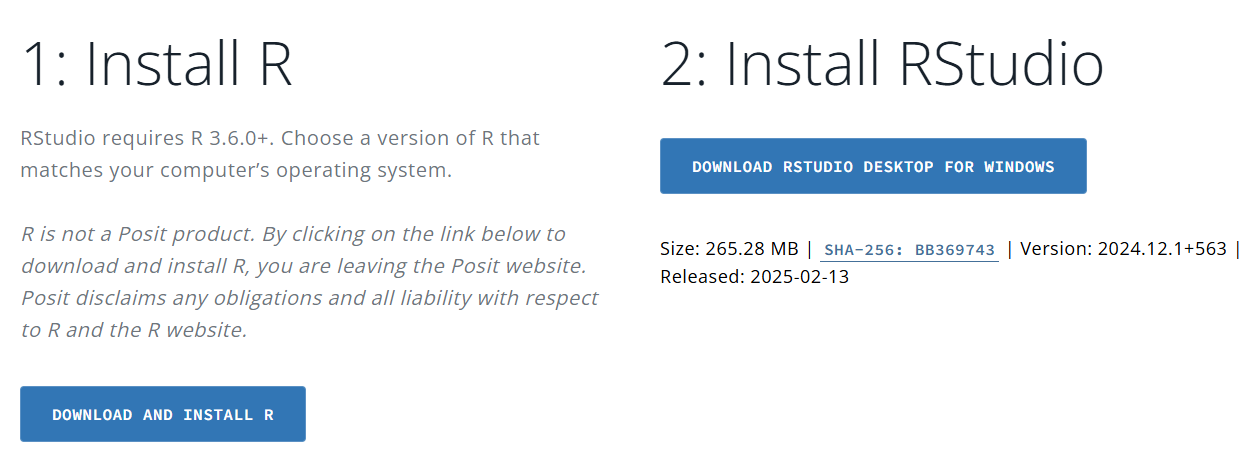 1: Install R
RStudio requires R 3.6.0+. Choose a version of R that
matches your computer’s operating system.
R is not a Posit product. By clicking on the link below to
download and install R, you are leaving the Posit website.
Posit disclaims any obligations and all liability with respect
to R and the R website.
DOWNLOAD AND INSTALL R
2: Install RStudio
DOWNLOAD RSTUDIO DESKTOP FOR WINDOWS
Size: 265.28 MB | SHA-256: BB369743 | Version: 2024.12.1+563 |
Released: 2025-02-13